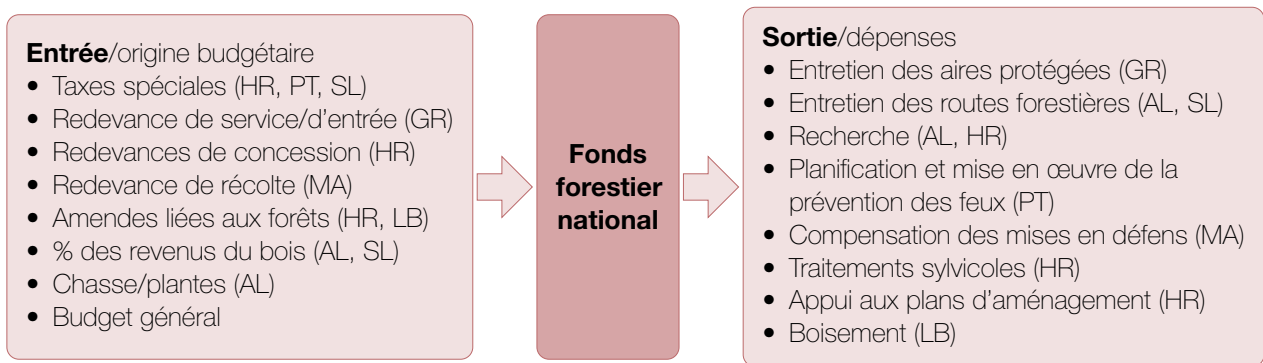 Entrée/origine budgétaire
• Taxes spéciales (HR, PT, SL)
• Redevance de service/d'entrée (GR)
• Redevances de concession (HR)
• Redevance de récolte (MA)
• Amendes liées aux forêts (HR, LB)
• % des revenus du bois (AL, SL)
• Chasse/plantes (AL)
• Budget général
Fonds
forestier
national
Sortie/dépenses
• Entretien des aires protégées (GR)
• Entretien des routes forestières (AL, SL)
• Recherche (AL, HR)
• Planification et mise en œuvre de la
prévention des feux (PT)
• Compensation des mises en défens (MA)
• Traitements sylvicoles (HR)
• Appui aux plans d'aménagement (HR)
• Boisement (LB)